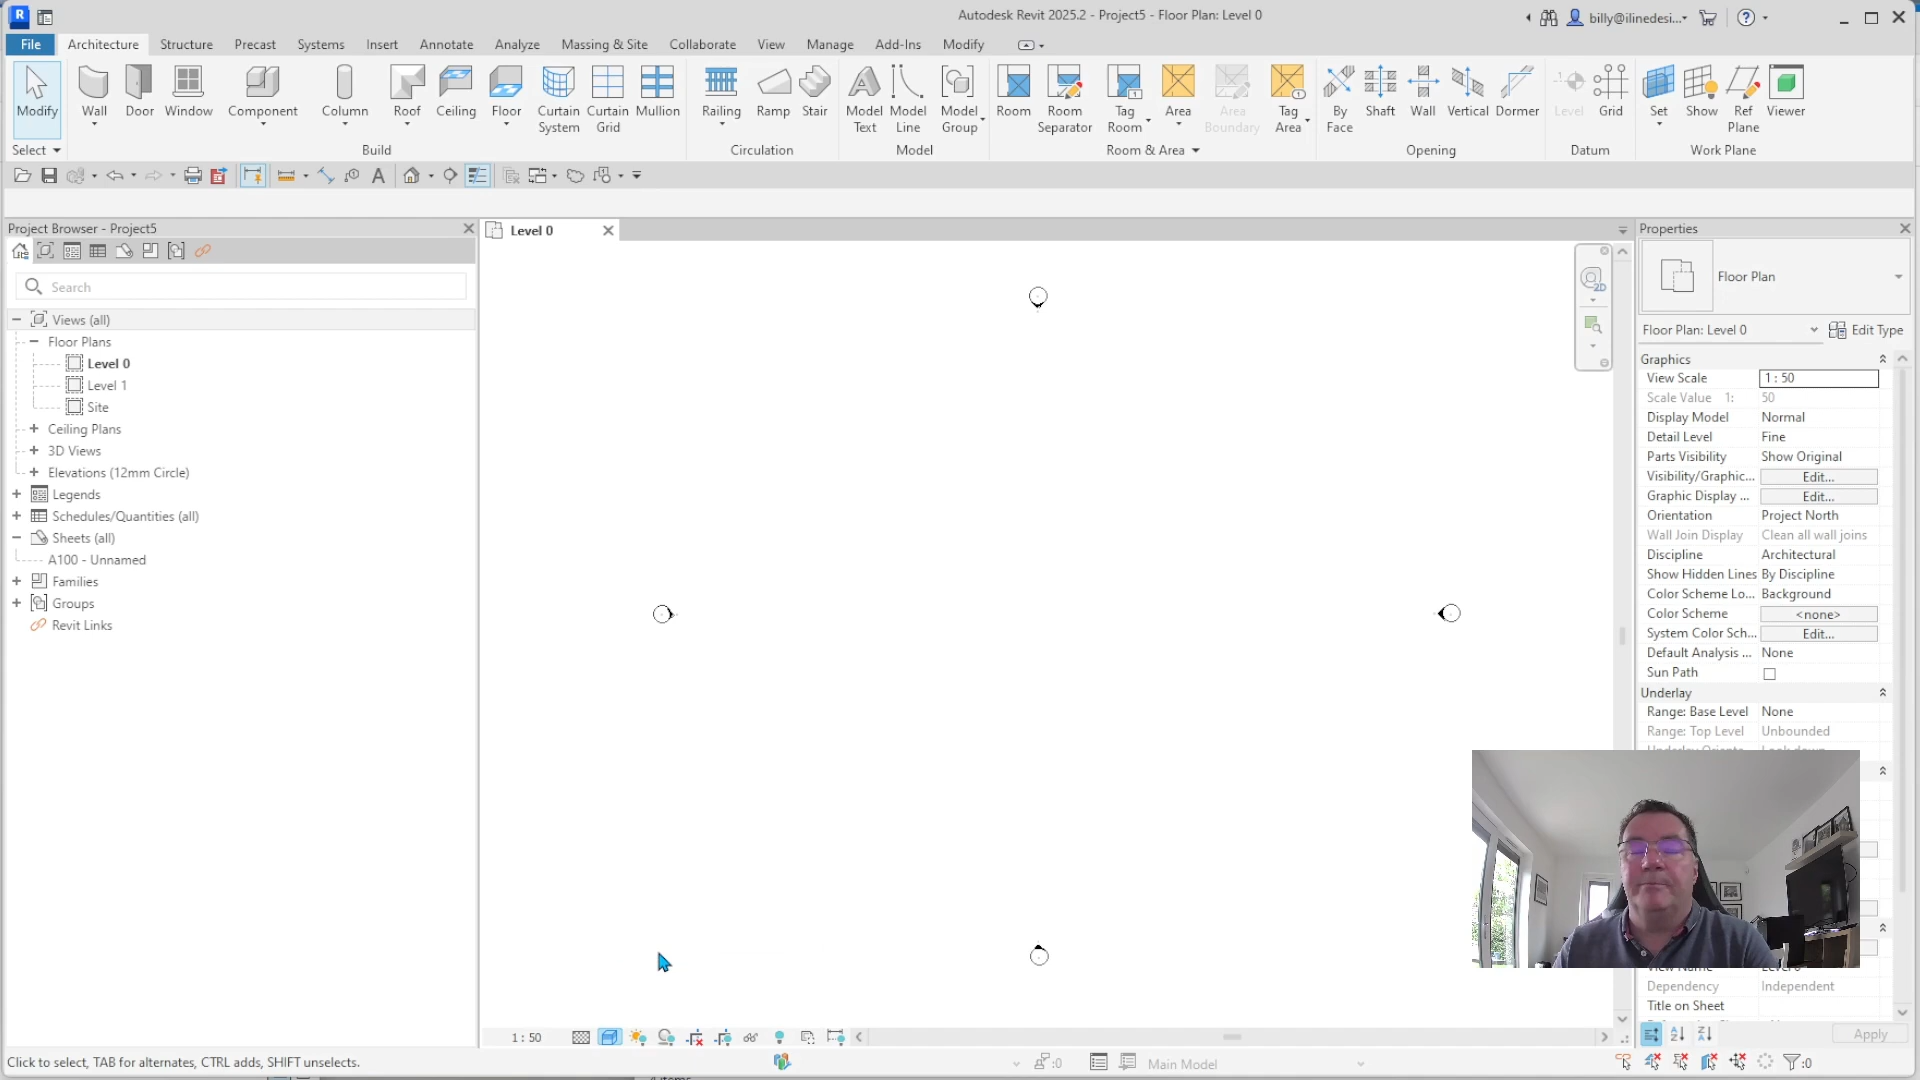 Autodesk Revit 2025.2 - Project5 - Floor Plan: Level 0
billy@ilinedesi...
File Architecture Structure Precast Systems Insert Annotate Analyze Massing & Site Collaborate View Manage Add-Ins Modify
Modify Wall Door Window Component Column Roof Ceiling Floor Curtain System Curtain Grid Mullion Railing Ramp Stair Model Text Model Line Model Group Room Room Separator Tag Room Area Area Boundary Tag Area By Face Shaft Wall Vertical Dormer Level Grid Set Show Ref Plane Viewer
Select Build Circulation Model Room & Area Opening Datum Work Plane
Project Browser - Project5
Search
Views (all)
Floor Plans
Level 0
Level 1
Site
Ceiling Plans
3D Views
Elevations (12mm Circle)
Legends
Schedules/Quantities (all)
Sheets (all)
A100 - Unnamed
Families
Groups
Revit Links
Level 0
2D
Properties
Floor Plan
Floor Plan: Level 0 Edit Type
Graphics
View Scale 1 : 50
Scale Value 1: 50
Display Model Normal
Detail Level Fine
Parts Visibility Show Original
Visibility/Graphic... Edit...
Graphic Display ... Edit...
Orientation Project North
Wall Join Display Clean all wall joins
Discipline Architectural
Show Hidden Lines By Discipline
Color Scheme Lo... Background
Color Scheme <none>
System Color Sch... Edit...
Default Analysis ... None
Sun Path
Underlay
Range: Base Level None
Range: Top Level Unbounded
Dependency Independent
Title on Sheet
Apply
1 : 50
Click to select, TAB for alternates, CTRL adds, SHIFT unselects.
:0
Main Model
:0